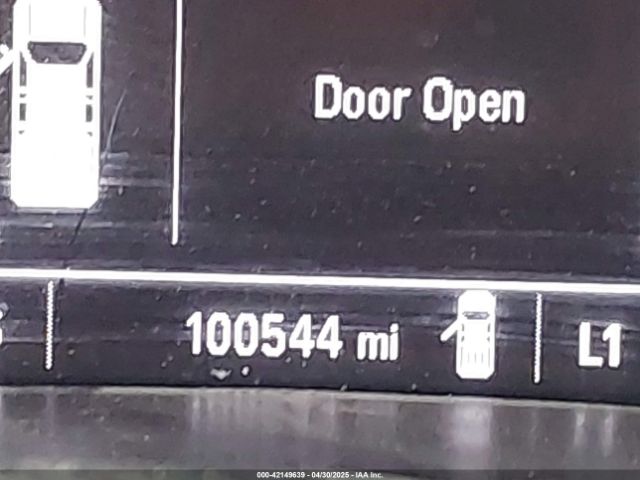 Door Open
100544 mi
L1
000-42149639 - 04/30/2025 - IAA Inc.